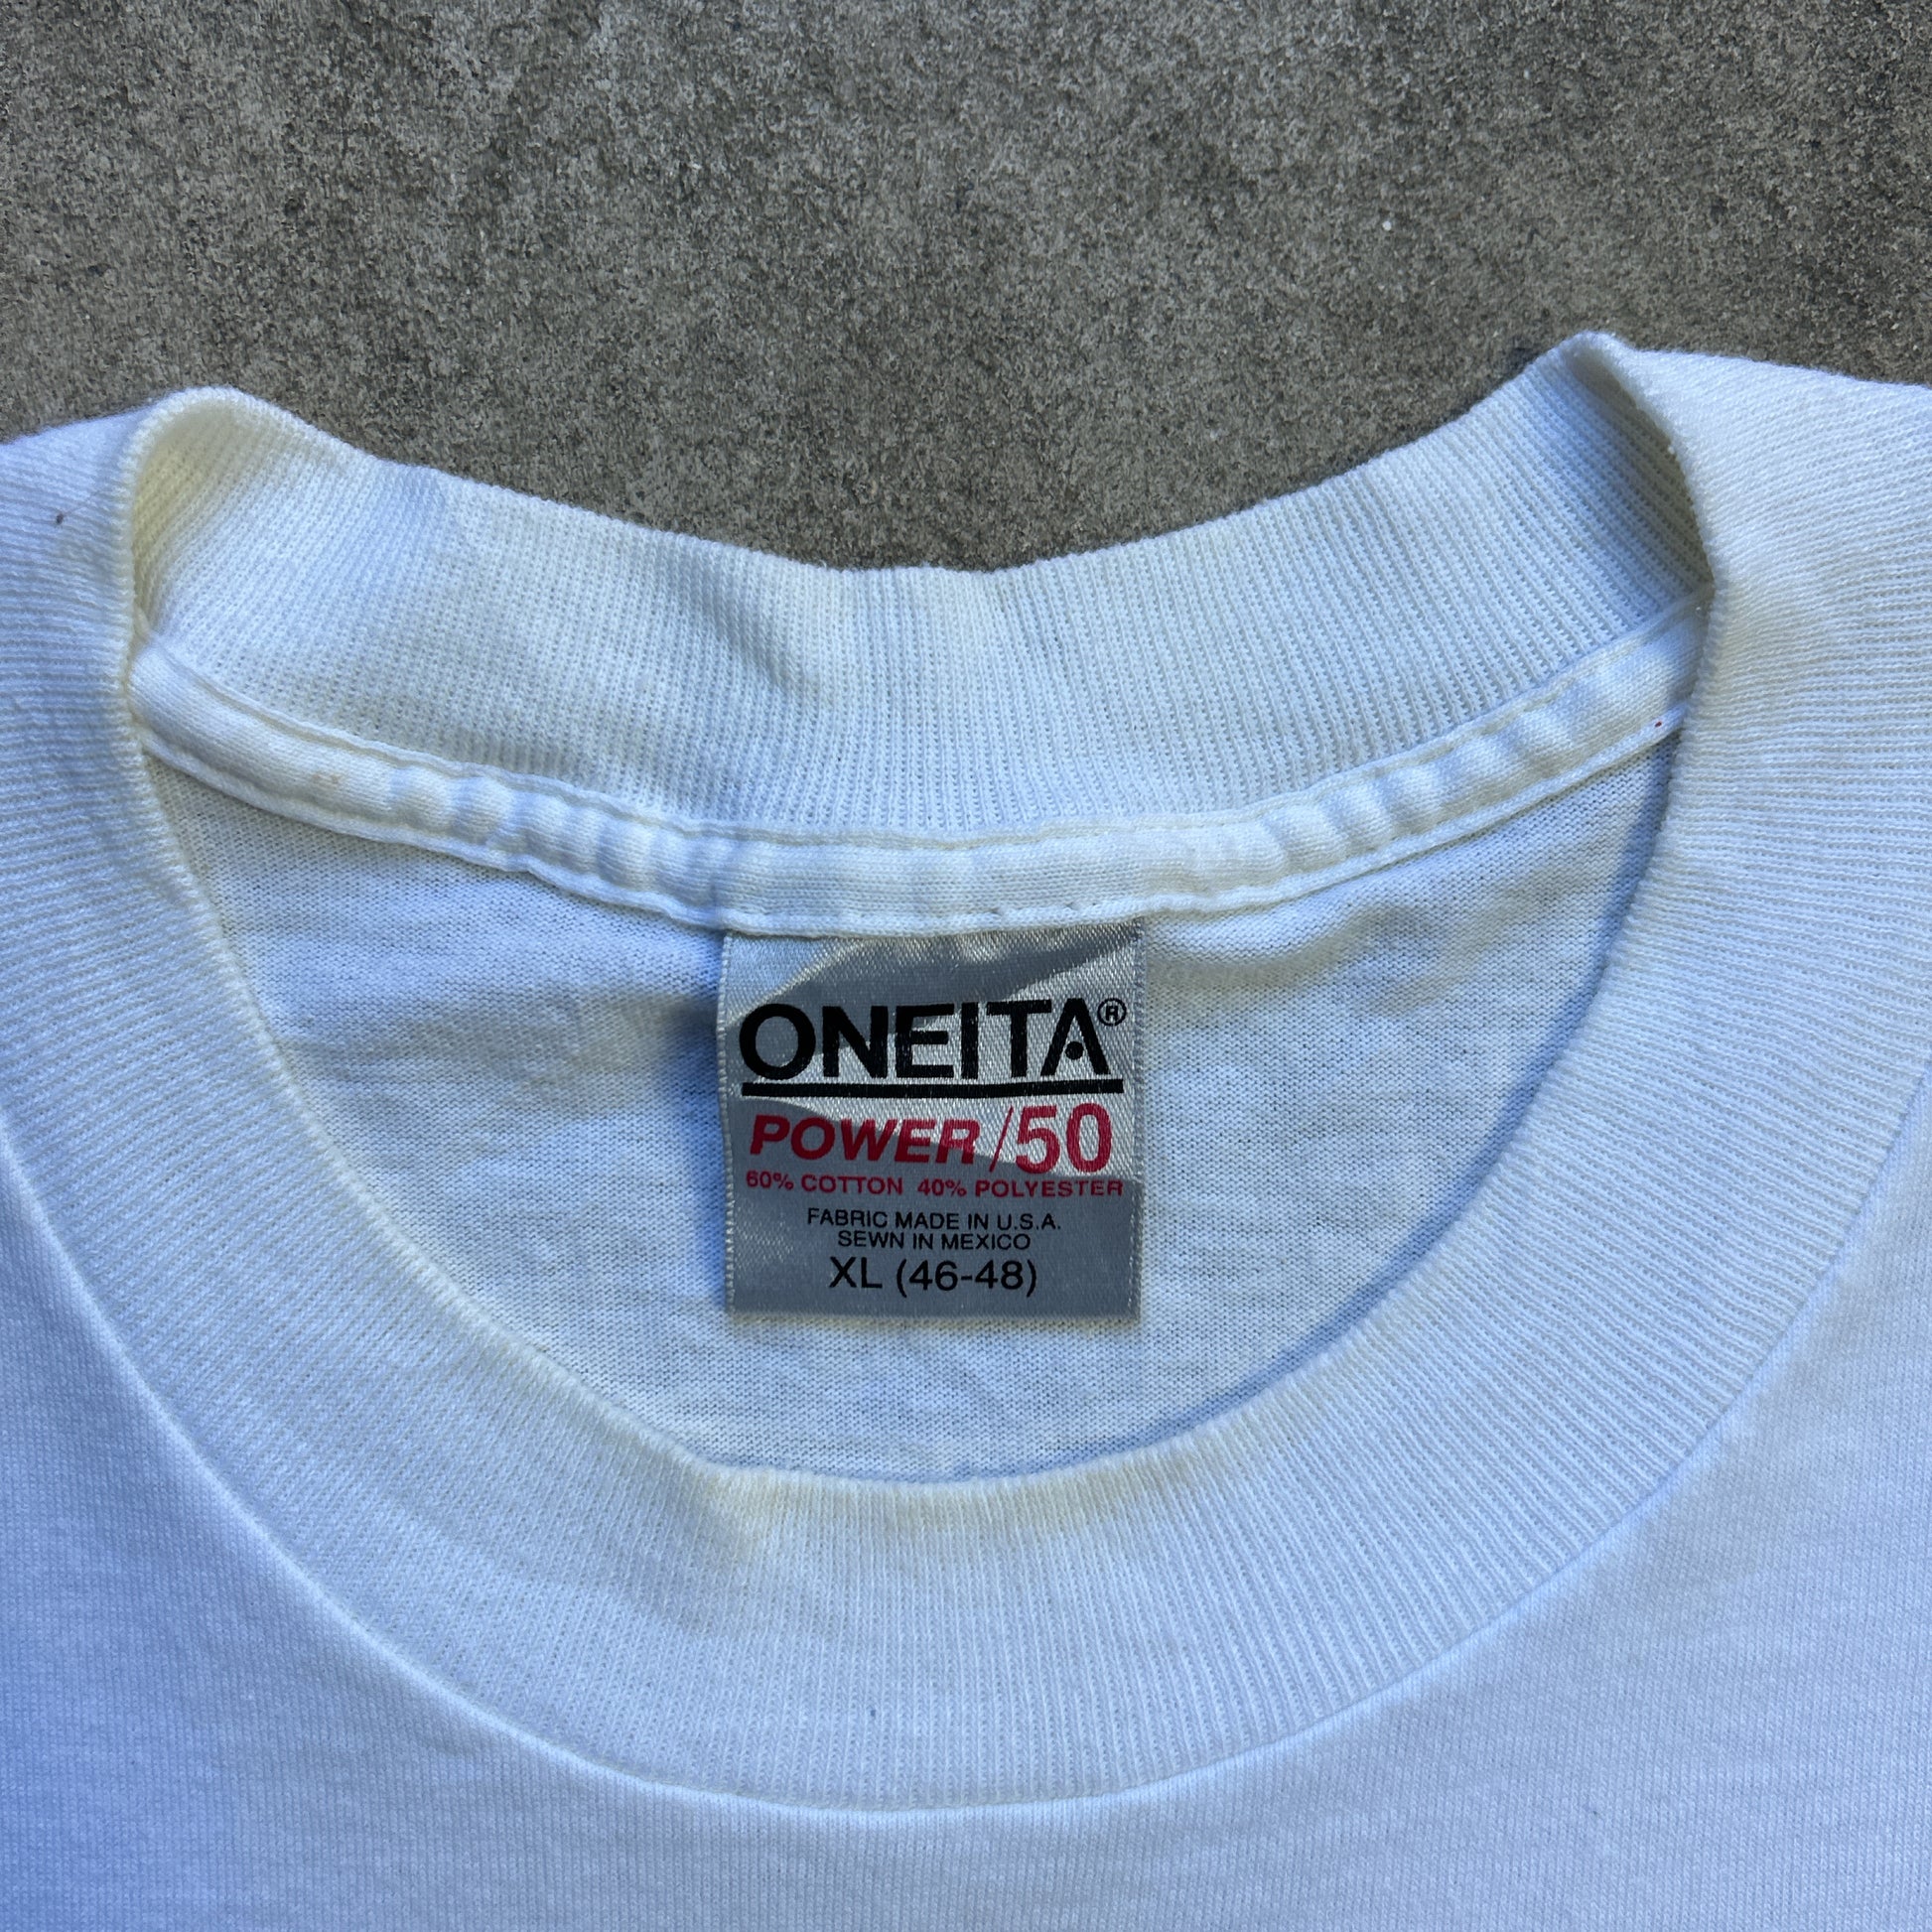 ONEITA®
POWER/50
60% COTTON 40% POLYESTER
FABRIC MADE IN U.S.A.
SEWN IN MEXICO
XL (46-48)